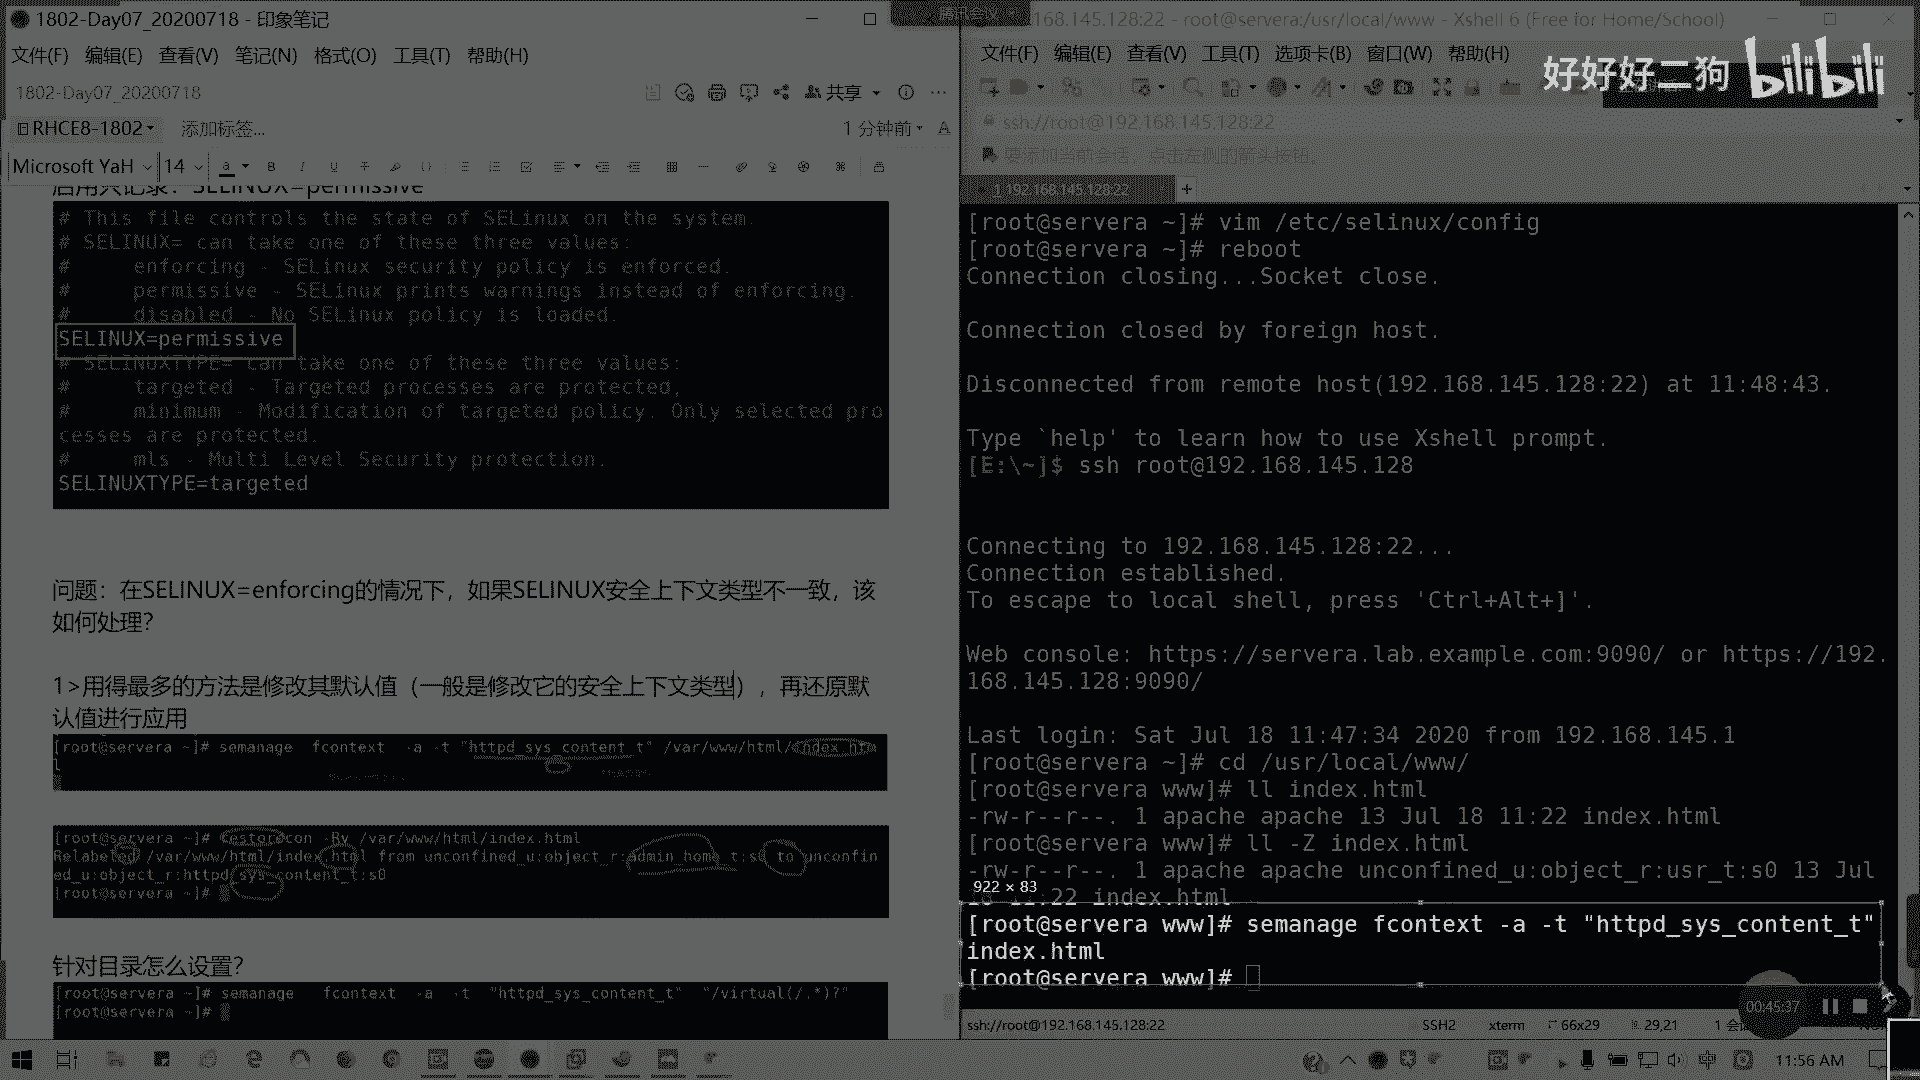 1802-Day07_20200718 - 印象笔记
文件(F) 编辑(E) 查看(V) 笔记(N) 格式(O) 工具(T) 帮助(H)
1802-Day07_20200718
共享
RHCE8-1802 添加标签...
1 分钟前
Microsoft YaH 14
启用只记录：SELINUX=permissive
# This file controls the state of SELinux on the system.
# SELINUX= can take one of these three values:
#     enforcing - SELinux security policy is enforced.
#     permissive - SELinux prints warnings instead of enforcing.
#     disabled - No SELinux policy is loaded.
SELINUX=permissive
# SELINUXTYPE= can take one of these three values:
#     targeted - Targeted processes are protected,
#     minimum - Modification of targeted policy. Only selected pro
cesses are protected.
#     mls - Multi Level Security protection.
SELINUXTYPE=targeted
问题：在SELINUX=enforcing的情况下，如果SELINUX安全上下文类型不一致，该
如何处理？
1>用得最多的方法是修改其默认值（一般是修改它的安全上下文类型），再还原默
认值进行应用
[root@servera ~]# semanage fcontext -a -t "httpd_sys_content_t" /var/www/html/index.htm
l
[root@servera ~]# restorecon -Rv /var/www/html/index.html
Relabeled /var/www/html/index.html from unconfined_u:object_r:admin_home_t:s0 to unconfin
ed_u:object_r:httpd_sys_content_t:s0
[root@servera ~]#
针对目录怎么设置？
[root@servera ~]# semanage fcontext -a -t "httpd_sys_content_t" "/virtual(/.*)?"
[root@servera ~]#
腾讯会议
168.145.128:22 - root@servera:/usr/local/www - Xshell 6 (Free for Home/School)
文件(F) 编辑(E) 查看(V) 工具(T) 选项卡(B) 窗口(W) 帮助(H)
好好好二狗 bilibili
ssh://root@192.168.145.128:22
要添加当前会话，点击左侧的箭头按钮。
1 192.168.145.128:22
[root@servera ~]# vim /etc/selinux/config
[root@servera ~]# reboot
Connection closing...Socket close.
Connection closed by foreign host.
Disconnected from remote host(192.168.145.128:22) at 11:48:43.
Type `help' to learn how to use Xshell prompt.
[E:\~]$ ssh root@192.168.145.128
Connecting to 192.168.145.128:22...
Connection established.
To escape to local shell, press 'Ctrl+Alt+]'.
Web console: https://servera.lab.example.com:9090/ or https://192.
168.145.128:9090/
Last login: Sat Jul 18 11:47:34 2020 from 192.168.145.1
[root@servera ~]# cd /usr/local/www/
[root@servera www]# ll index.html
-rw-r--r--. 1 apache apache 13 Jul 18 11:22 index.html
[root@servera www]# ll -Z index.html
-rw-r--r--. 1 apache apache unconfined_u:object_r:usr_t:s0 13 Jul
18 11:22 index.html
922 × 83
[root@servera www]# semanage fcontext -a -t "httpd_sys_content_t"
index.html
[root@servera www]#
00:45:37
ssh://root@192.168.145.128:22 SSH2 xterm 66x29 29,21
中 11:56 AM